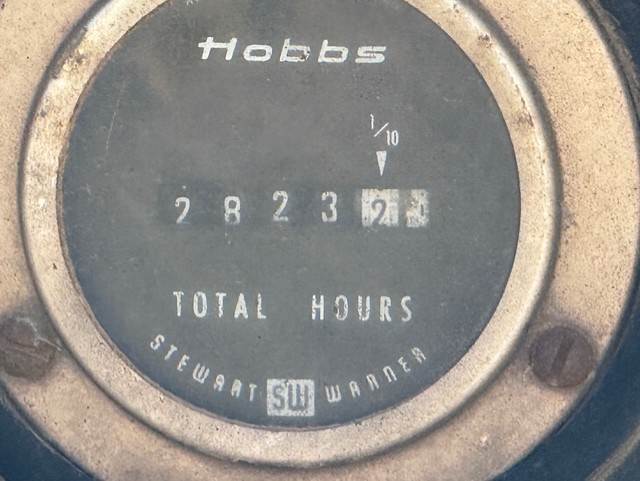 Hobbs
1/10
2 8 2 3 2
TOTAL HOURS
STEWART SW WARNER